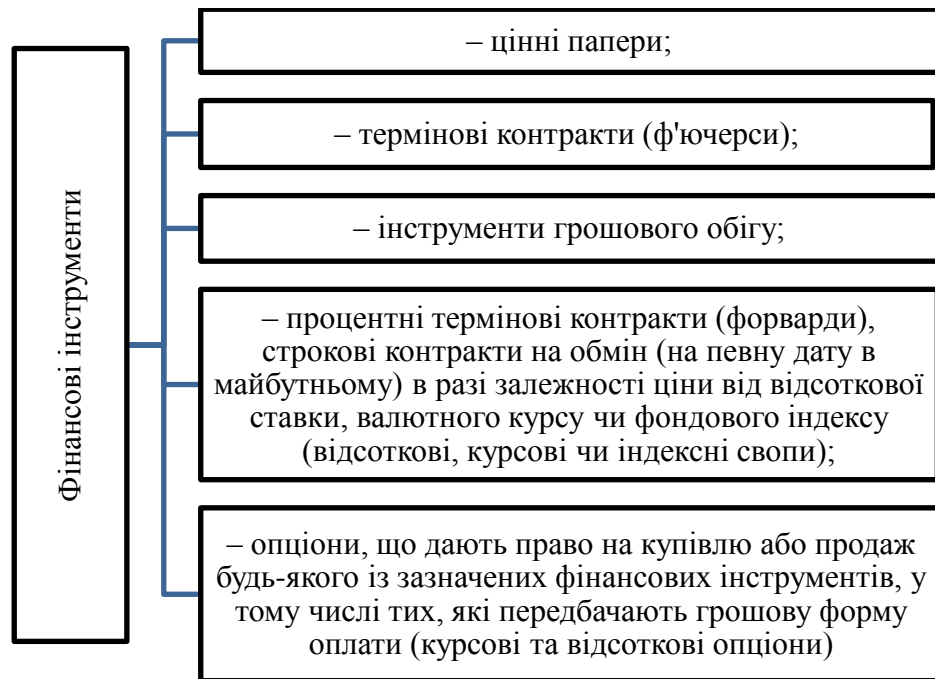 Фінансові інструменти
– цінні папери;
– термінові контракти (ф'ючерси);
– інструменти грошового обігу;
– процентні термінові контракти (форварди),
строкові контракти на обмін (на певну дату в
майбутньому) в разі залежності ціни від відсоткової
ставки, валютного курсу чи фондового індексу
(відсоткові, курсові чи індексні свопи);
– опціони, що дають право на купівлю або продаж
будь-якого із зазначених фінансових інструментів, у
тому числі тих, які передбачають грошову форму
оплати (курсові та відсоткові опціони)